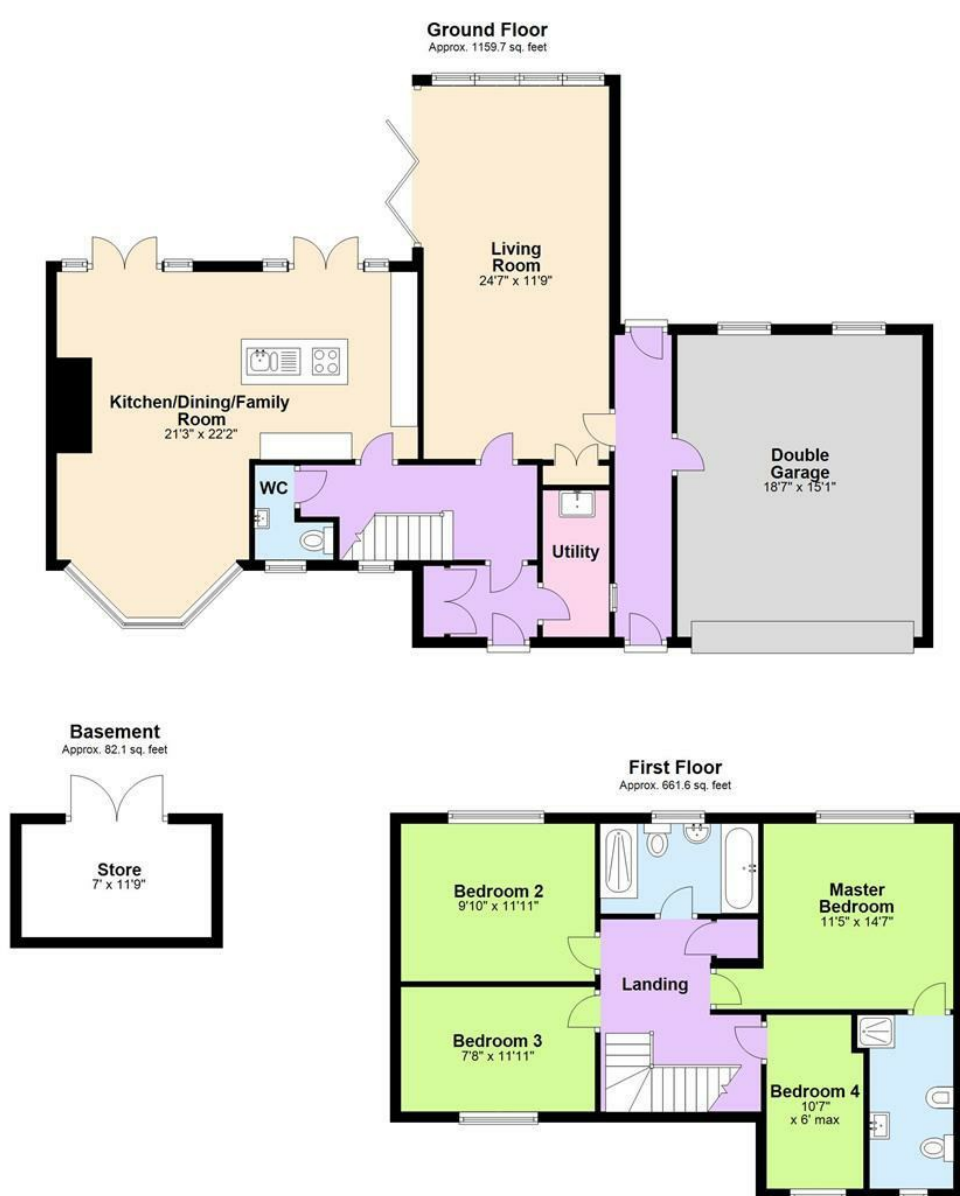 Ground Floor
Approx. 1159.7 sq. feet
Living
Room
24'7" x 11'9"
Kitchen/Dining/Family
Room
21'3" x 22'2"
WC
Utility
Double
Garage
18'7" x 15'1"
Basement
Approx. 82.1 sq. feet
Store
7' x 11'9"
First Floor
Approx. 661.6 sq. feet
Bedroom 2
9'10" x 11'11"
Master
Bedroom
11'5" x 14'7"
Landing
Bedroom 3
7'8" x 11'11"
Bedroom 4
10'7"
x 6' max